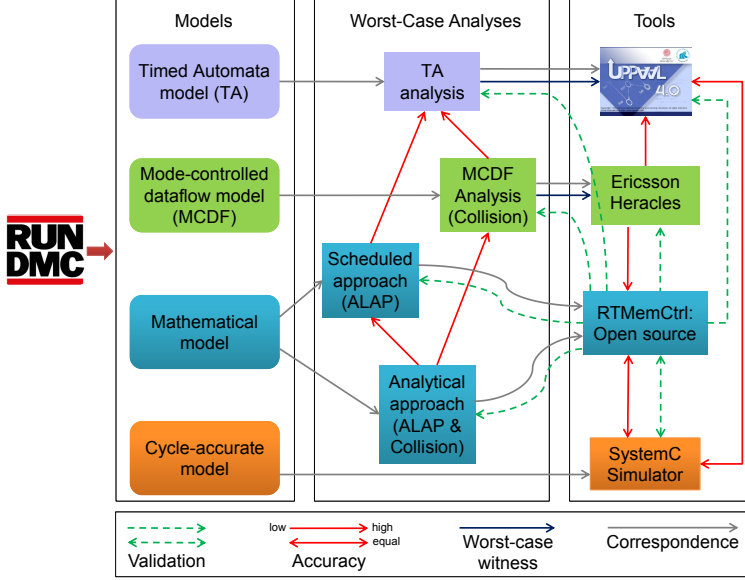 Models
Worst-Case Analyses
Tools
Timed Automata
model (TA)
TA
analysis
UPPAAL
4.0
Mode-controlled
dataflow model
(MCDF)
MCDF
Analysis
(Collision)
Ericsson
Heracles
RUN
DMC
Scheduled
approach
(ALAP)
Mathematical
model
RTMemCtrl:
Open source
Analytical
approach
(ALAP &
Collision)
Cycle-accurate
model
SystemC
Simulator
low
high
equal
Validation
Accuracy
Worst-case
witness
Correspondence